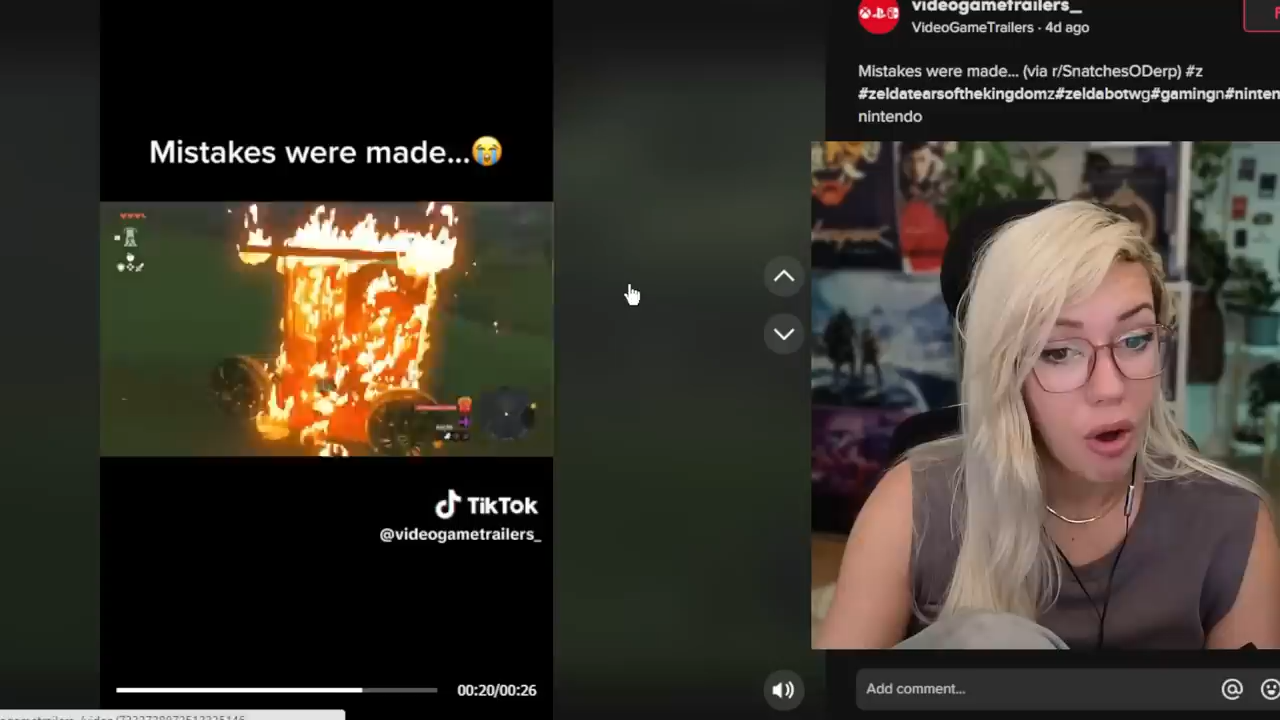 videogametrailers_
VideoGameTrailers · 4d ago
Mistakes were made... (via r/SnatchesODerp) #z
#zeldatearsofthekingdomz#zeldabotwg#gamingn#ninten
nintendo
Mistakes were made...😭
TikTok
@videogametrailers_
00:20/00:26
Add comment...